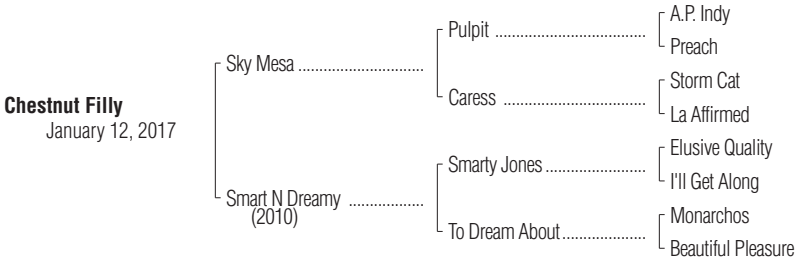 A.P. Indy
Pulpit
Preach
Sky Mesa
Storm Cat
Caress
La Affirmed
Chestnut Filly
January 12, 2017
Elusive Quality
Smarty Jones
I'll Get Along
Smart N Dreamy
(2010)
Monarchos
To Dream About
Beautiful Pleasure